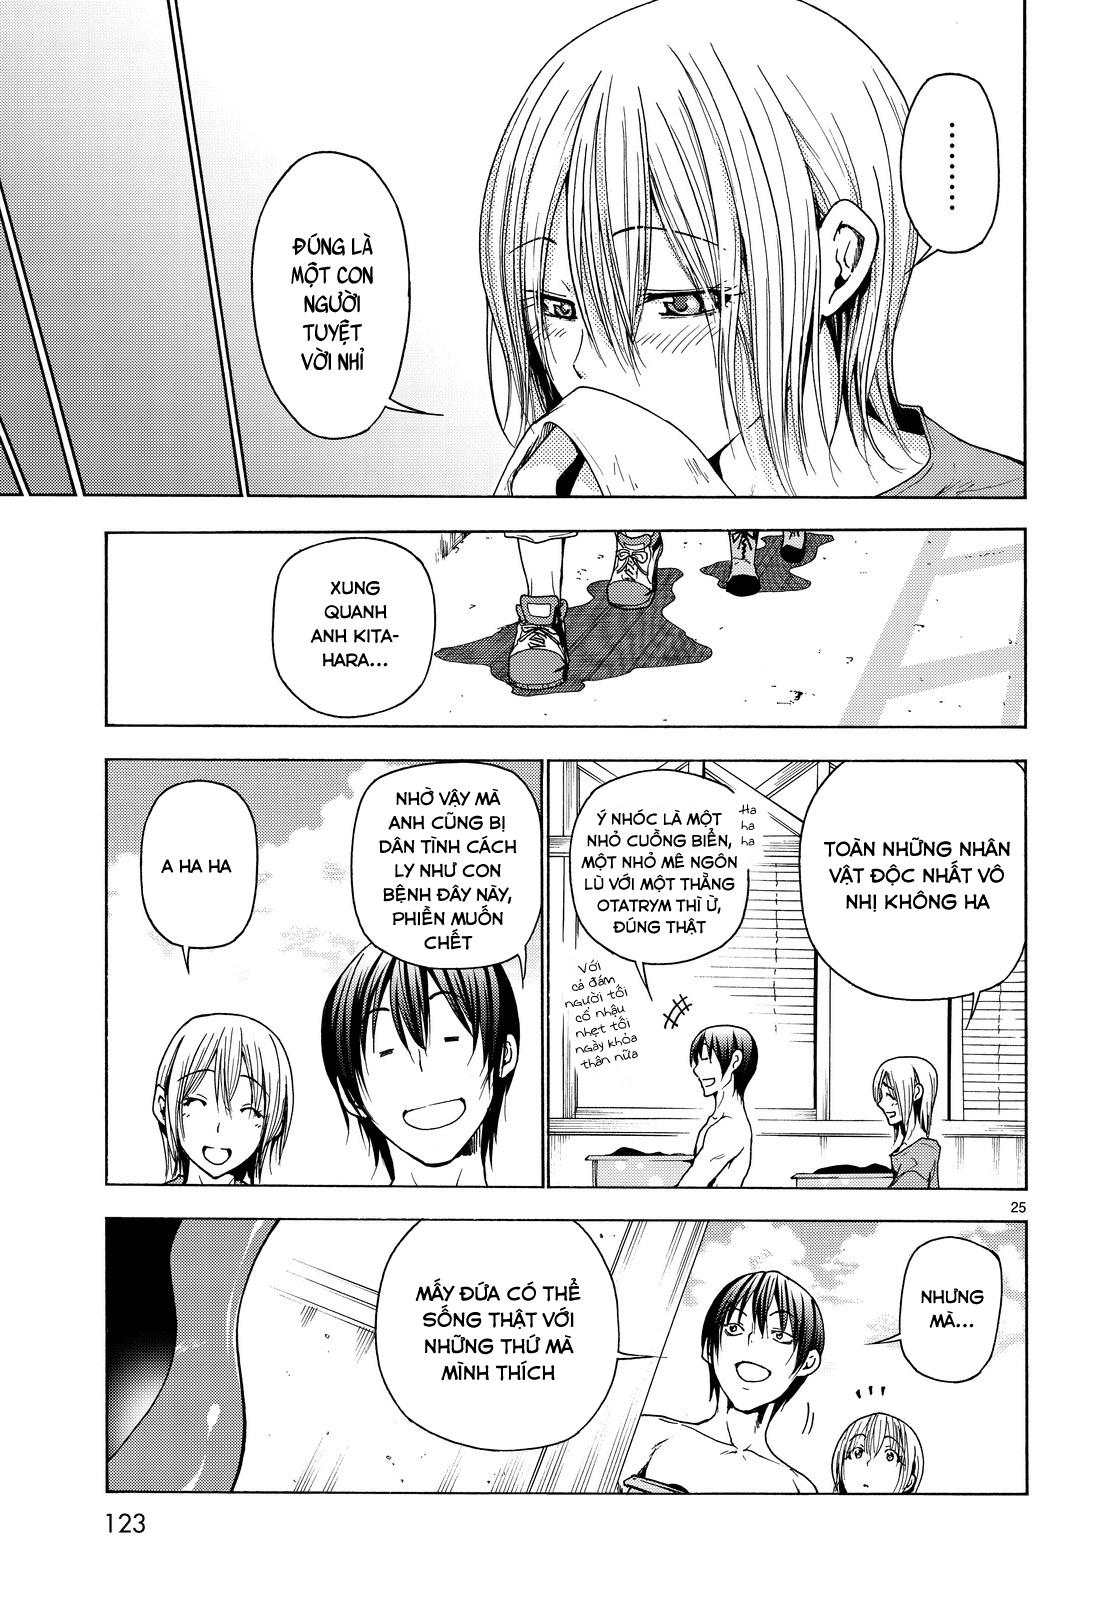 ………
ĐÚNG LÀ
MỘT CON
NGƯỜI
TUYỆT
VỜI NHỈ
XUNG
QUANH
ANH KITA-
HARA...
TOÀN NHỮNG NHÂN
VẬT ĐỘC NHẤT VÔ
NHỊ KHÔNG HA
Ha
ha
ha
Ý NHÓC LÀ MỘT
NHỎ CUỒNG BIỂN,
MỘT NHỎ MÊ NGÔN
LÙ VỚI MỘT THẰNG
OTATRYM THÌ Ừ,
ĐÚNG THẬT
Với
cả đám
người tối
cổ nhậu
nhẹt tối
ngày khỏa
thân nữa
NHỜ VẬY MÀ
ANH CŨNG BỊ
DÂN TÌNH CÁCH
LY NHƯ CON
BỆNH ĐÂY NÀY,
PHIỀN MUỐN
CHẾT
A HA HA
25
NHƯNG
MÀ...
MẤY ĐỨA CÓ THỂ
SỐNG THẬT VỚI
NHỮNG THỨ MÀ
MÌNH THÍCH
123